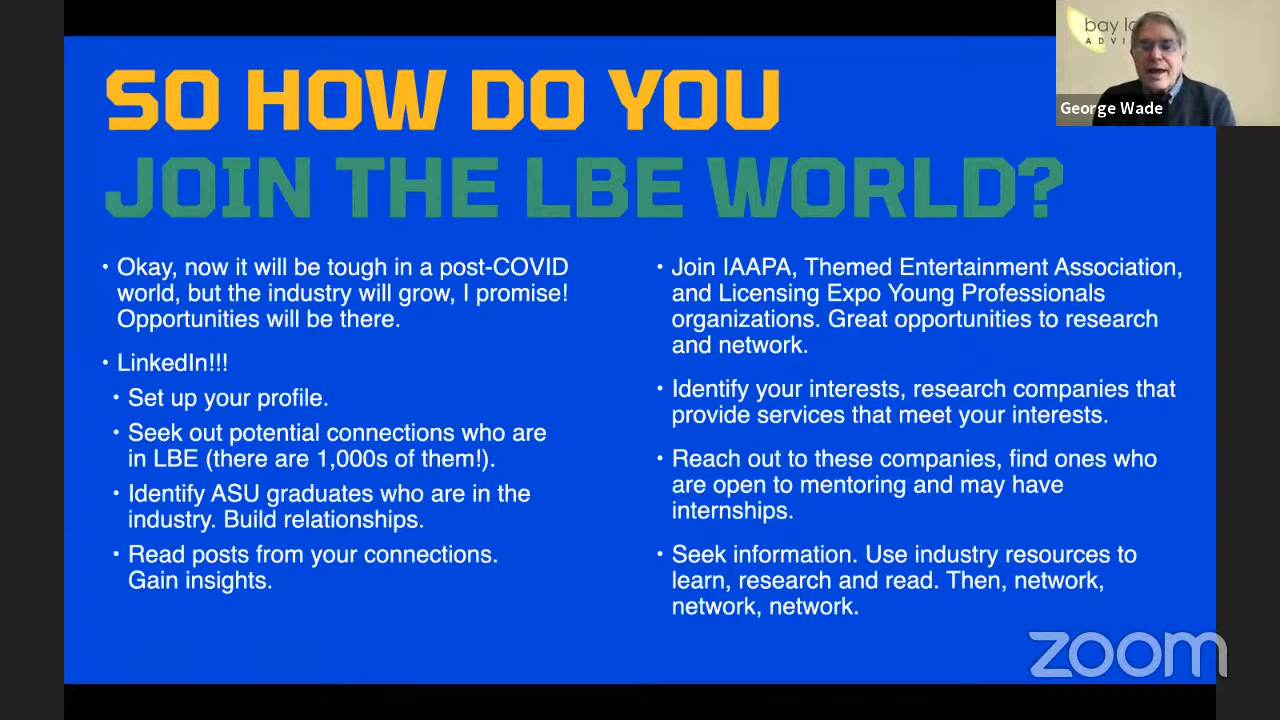 bay
SO HOW DO YOU
JOIN THE LBE WORLD?
George Wade
• Okay, now it will be tough in a post-COVID
world, but the industry will grow, I promise!
Opportunities will be there.
• LinkedIn!!!
• Set up your profile.
• Seek out potential connections who are
in LBE (there are 1,000s of them!).
• Identify ASU graduates who are in the
industry. Build relationships.
• Read posts from your connections.
Gain insights.
• Join IAAPA, Themed Entertainment Association,
and Licensing Expo Young Professionals
organizations. Great opportunities to research
and network.
• Identify your interests, research companies that
provide services that meet your interests.
• Reach out to these companies, find ones who
are open to mentoring and may have
internships.
• Seek information. Use industry resources to
learn, research and read. Then, network,
network, network.
zoom